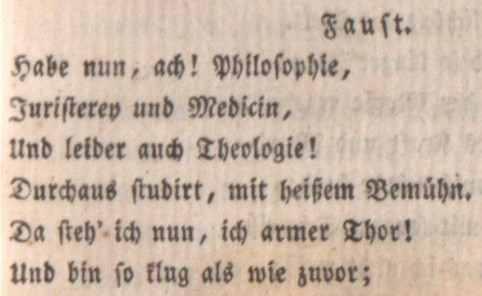 Faust.
Habe nun, ach! Philosophie,
Juristerey und Medicin,
Und leider auch Theologie!
Durchaus studirt, mit heißem Bemühn.
Da steh' ich nun, ich armer Thor!
Und bin so klug als wie zuvor;